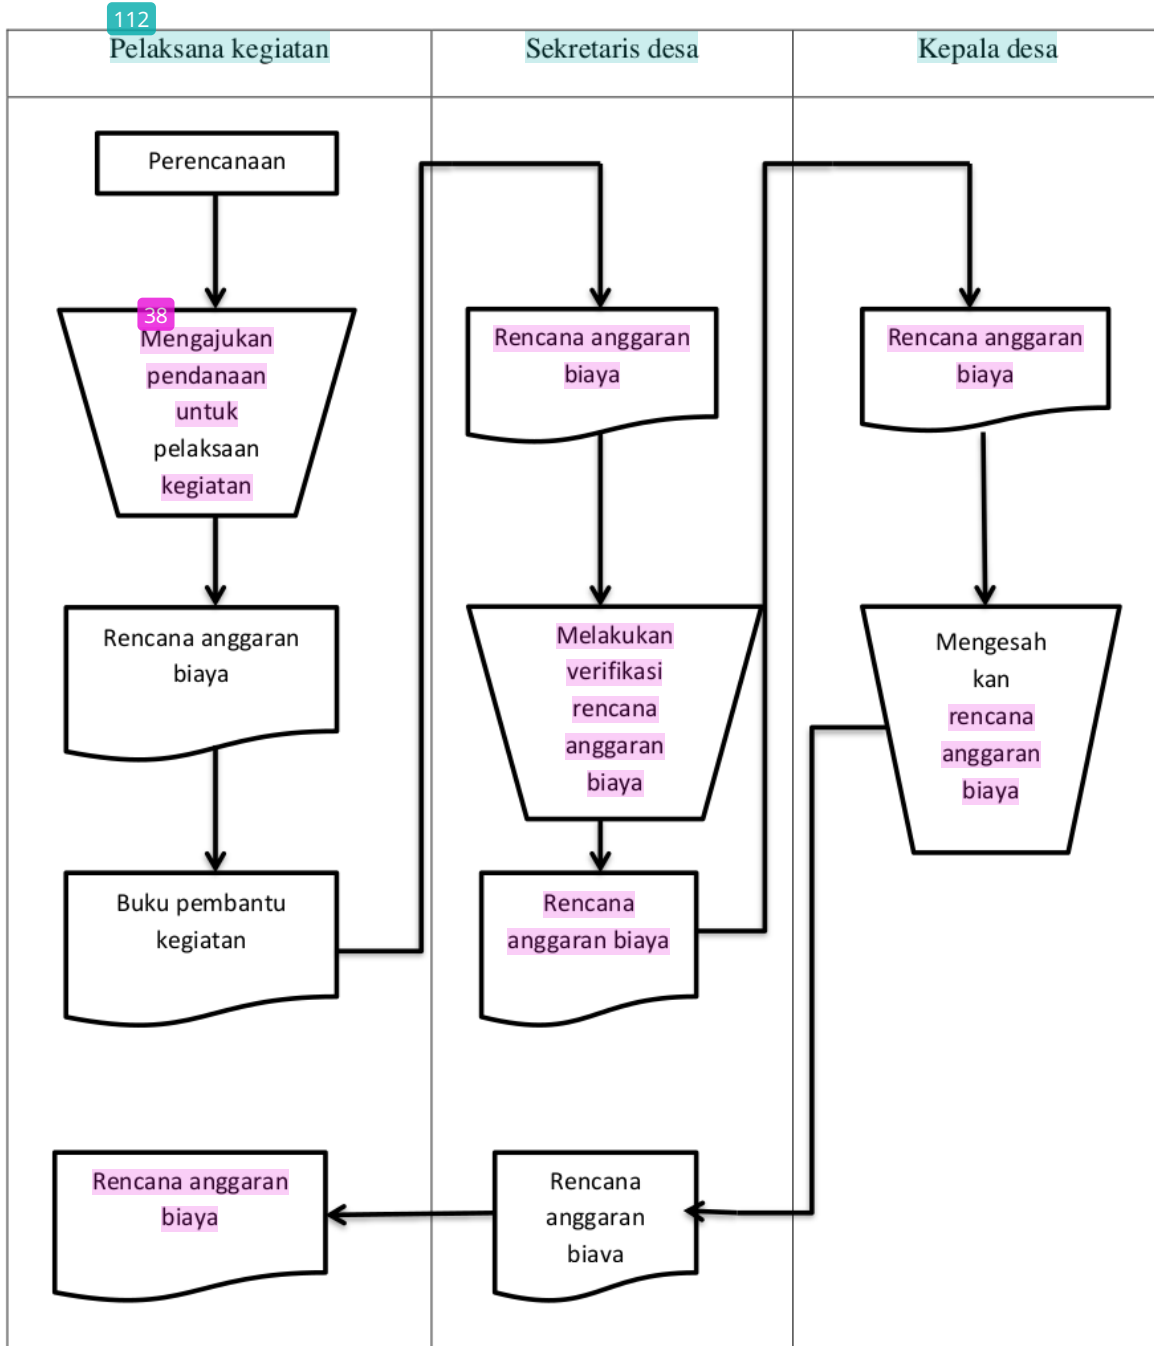 112
Pelaksana kegiatan
Sekretaris desa
Kepala desa
Perencanaan
38
Mengajukan
pendanaan
untuk
pelaksaan
kegiatan
Rencana anggaran
biaya
Buku pembantu
kegiatan
Rencana anggaran
biaya
Melakukan
verifikasi
rencana
anggaran
biaya
Rencana
anggaran biaya
Rencana anggaran
biaya
Mengesah
kan
rencana
anggaran
biaya
Rencana
anggaran
biava
Rencana anggaran
biaya